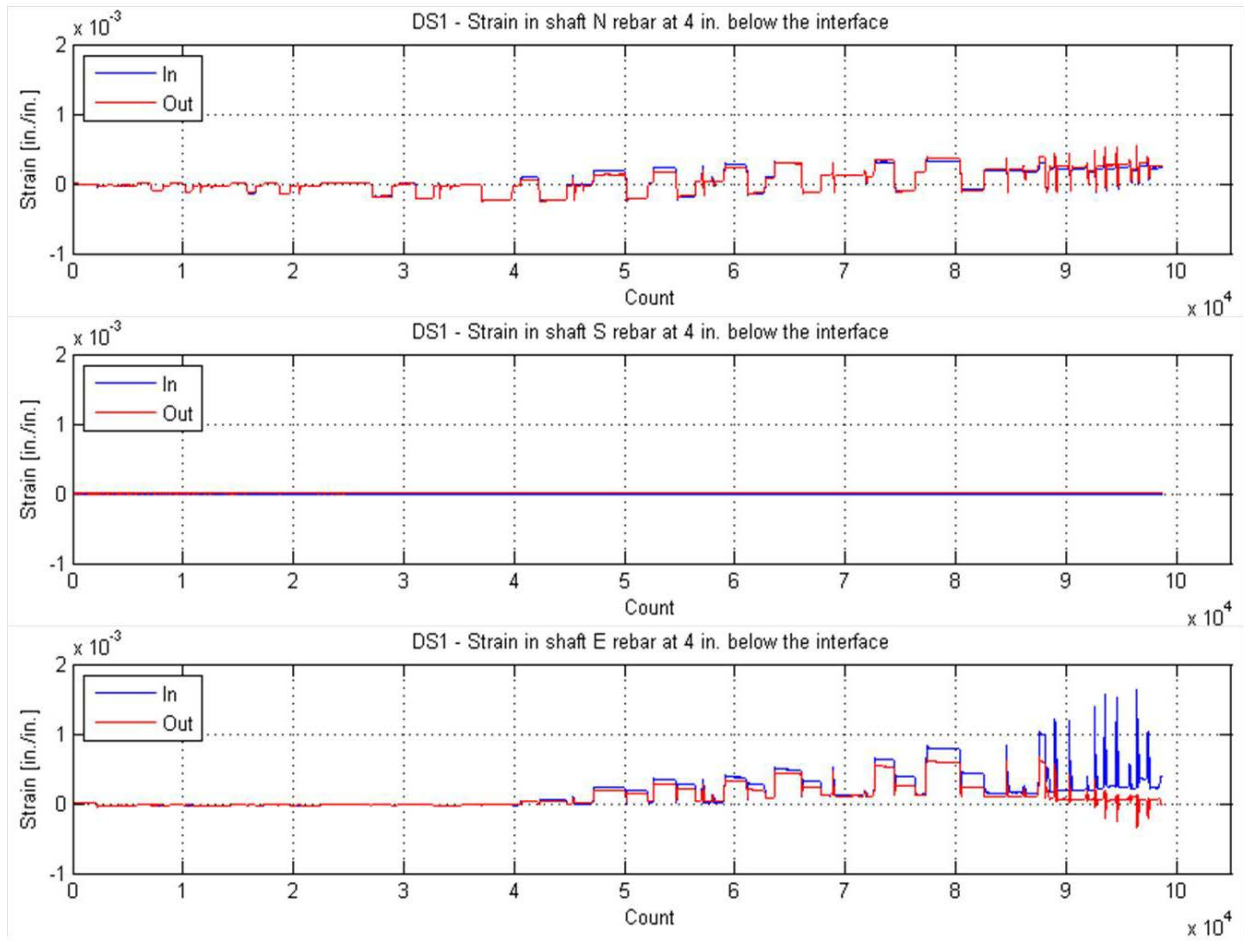 DS1 - Strain in shaft N rebar at 4 in. below the interface
x 10^-3
2
1
0
-1
Strain [in./in.]
In
Out
0 1 2 3 4 5 6 7 8 9 10
Count
x 10^4
DS1 - Strain in shaft S rebar at 4 in. below the interface
x 10^-3
2
1
0
-1
Strain [in./in.]
In
Out
0 1 2 3 4 5 6 7 8 9 10
Count
x 10^4
DS1 - Strain in shaft E rebar at 4 in. below the interface
x 10^-3
2
1
0
-1
Strain [in./in.]
In
Out
0 1 2 3 4 5 6 7 8 9 10
Count
x 10^4